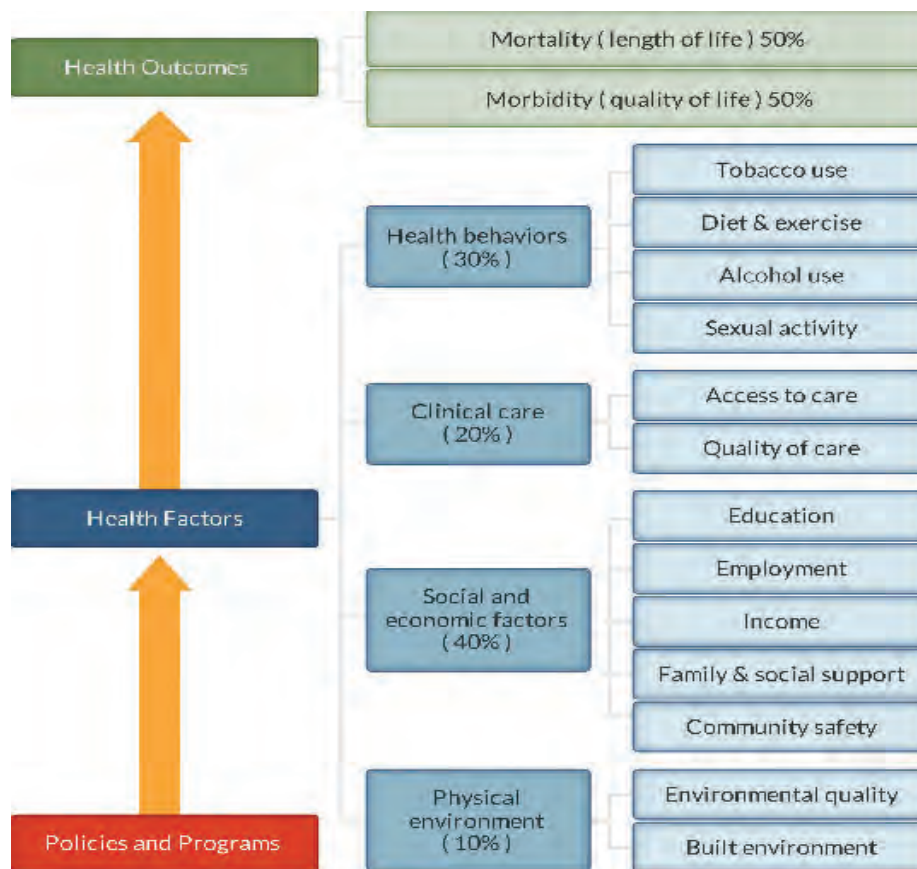 Health Outcomes
Mortality ( length of life ) 50%
Morbidity ( quality of life ) 50%
Health Factors
Health behaviors
( 30% )
Tobacco use
Diet & exercise
Alcohol use
Sexual activity
Clinical care
( 20% )
Access to care
Quality of care
Social and
economic factors
( 40% )
Education
Employment
Income
Family & social support
Community safety
Physical
environment
( 10% )
Environmental quality
Built environment
Policies and Programs